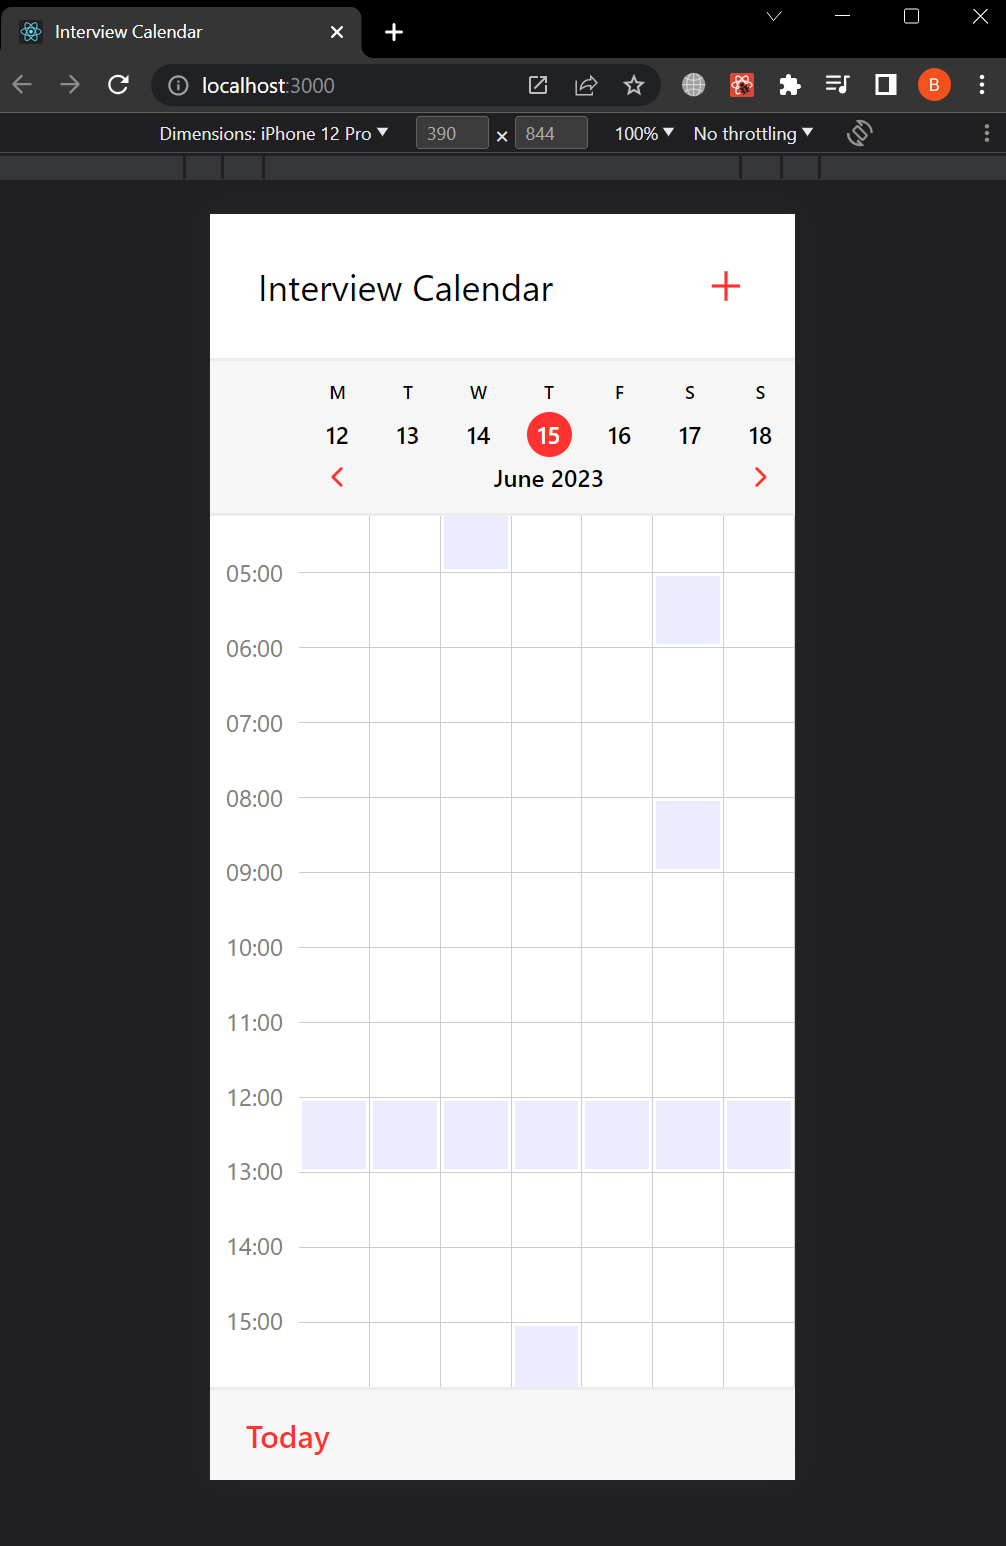 Interview Calendar
localhost:3000
B
Dimensions: iPhone 12 Pro 390 × 844 100% No throttling
Interview Calendar
M T W T F S S
12 13 14 15 16 17 18
June 2023
05:00
06:00
07:00
08:00
09:00
10:00
11:00
12:00
13:00
14:00
15:00
Today